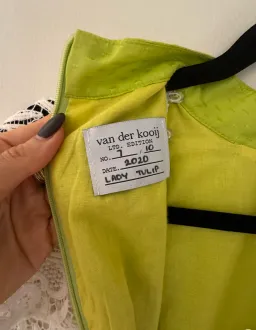 van der kooij
LTD. EDITION
NO. 7 10
DATE. 2020
LADY TULIP